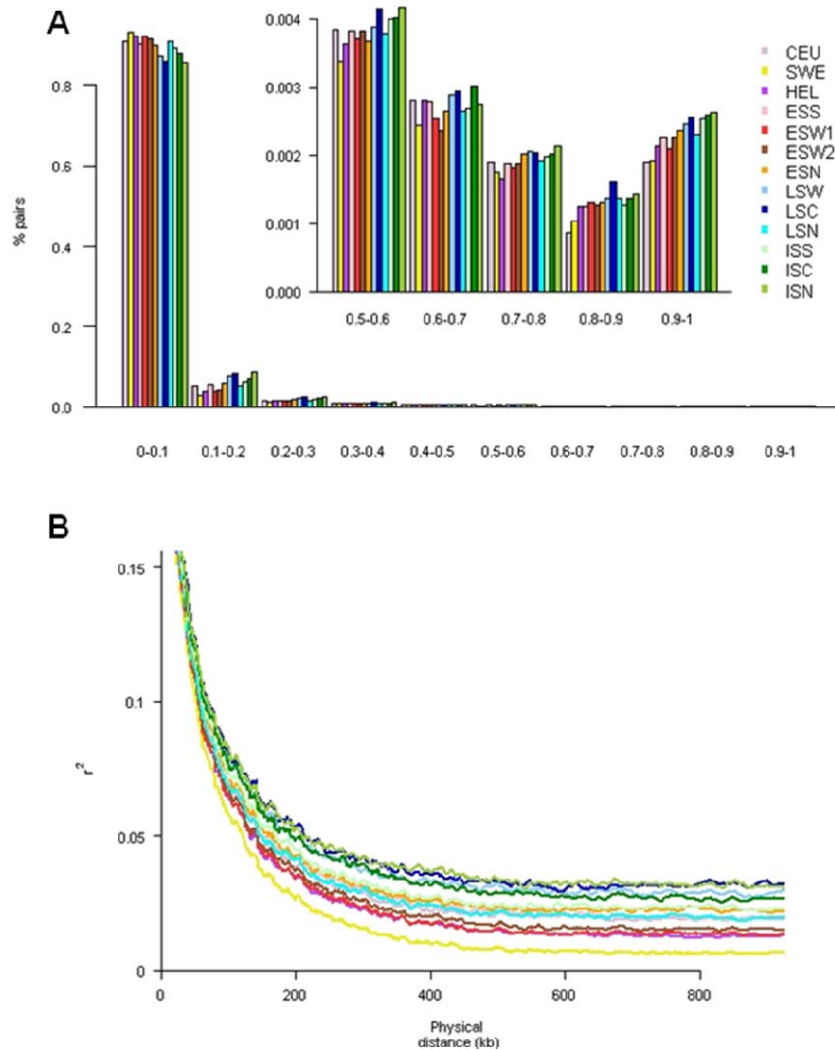 A
% pairs
0.8
0.6
0.4
0.2
0.0
0.004
0.003
0.002
0.001
0.000
0.5-0.6 0.6-0.7 0.7-0.8 0.8-0.9 0.9-1
CEU
SWE
HEL
ESS
ESW1
ESW2
ESN
LSW
LSC
LSN
ISS
ISC
ISN
0-0.1 0.1-0.2 0.2-0.3 0.3-0.4 0.4-0.5 0.5-0.6 0.6-0.7 0.7-0.8 0.8-0.9 0.9-1
B
r²
0.15
0.1
0.05
0
0 200 400 600 800
Physical
distance (kb)